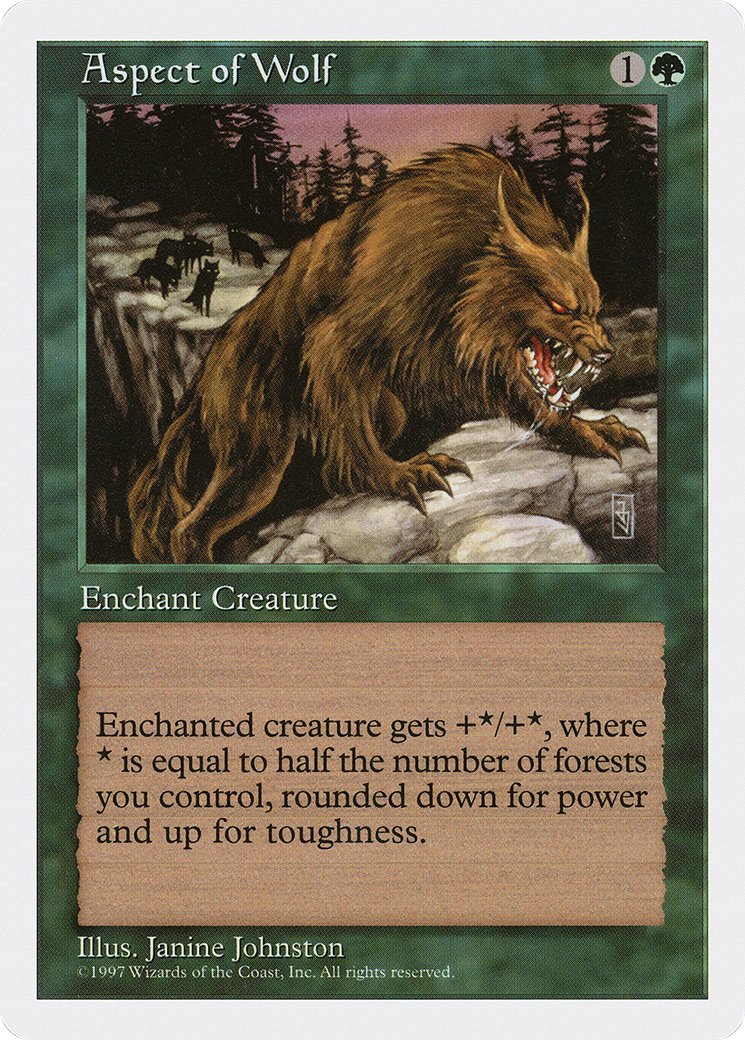 Aspect of Wolf 1
Enchant Creature
Enchanted creature gets +*/+*, where
* is equal to half the number of forests
you control, rounded down for power
and up for toughness.
Illus. Janine Johnston
©1997 Wizards of the Coast, Inc. All rights reserved.